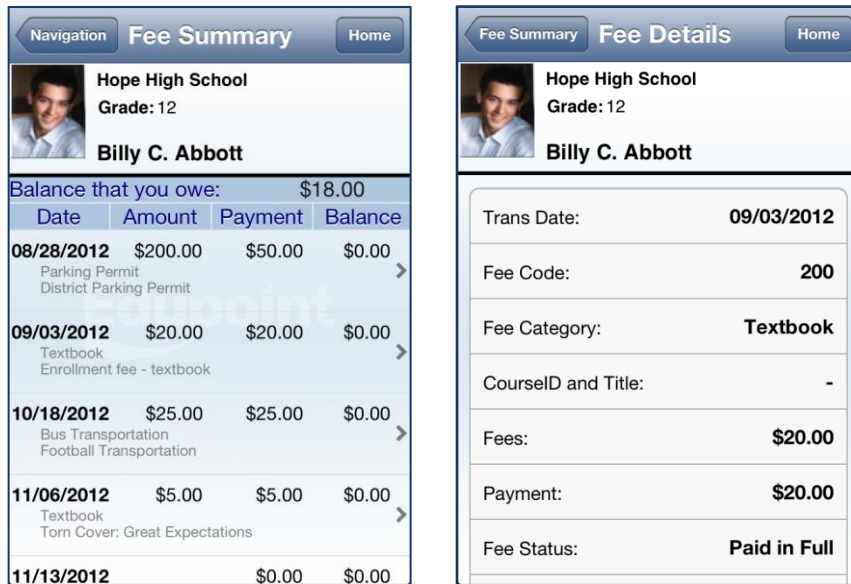 Navigation Fee Summary Home
Hope High School
Grade: 12
Billy C. Abbott
Balance that you owe: $18.00
Date Amount Payment Balance
08/28/2012 $200.00 $50.00 $0.00
Parking Permit
District Parking Permit
Edupoint
09/03/2012 $20.00 $20.00 $0.00
Textbook
Enrollment fee - textbook
10/18/2012 $25.00 $25.00 $0.00
Bus Transportation
Football Transportation
11/06/2012 $5.00 $5.00 $0.00
Textbook
Torn Cover: Great Expectations
11/13/2012 $0.00 $0.00
Fee Summary Fee Details Home
Hope High School
Grade: 12
Billy C. Abbott
Trans Date: 09/03/2012
Fee Code: 200
Fee Category: Textbook
CourseID and Title: -
Fees: $20.00
Payment: $20.00
Fee Status: Paid in Full